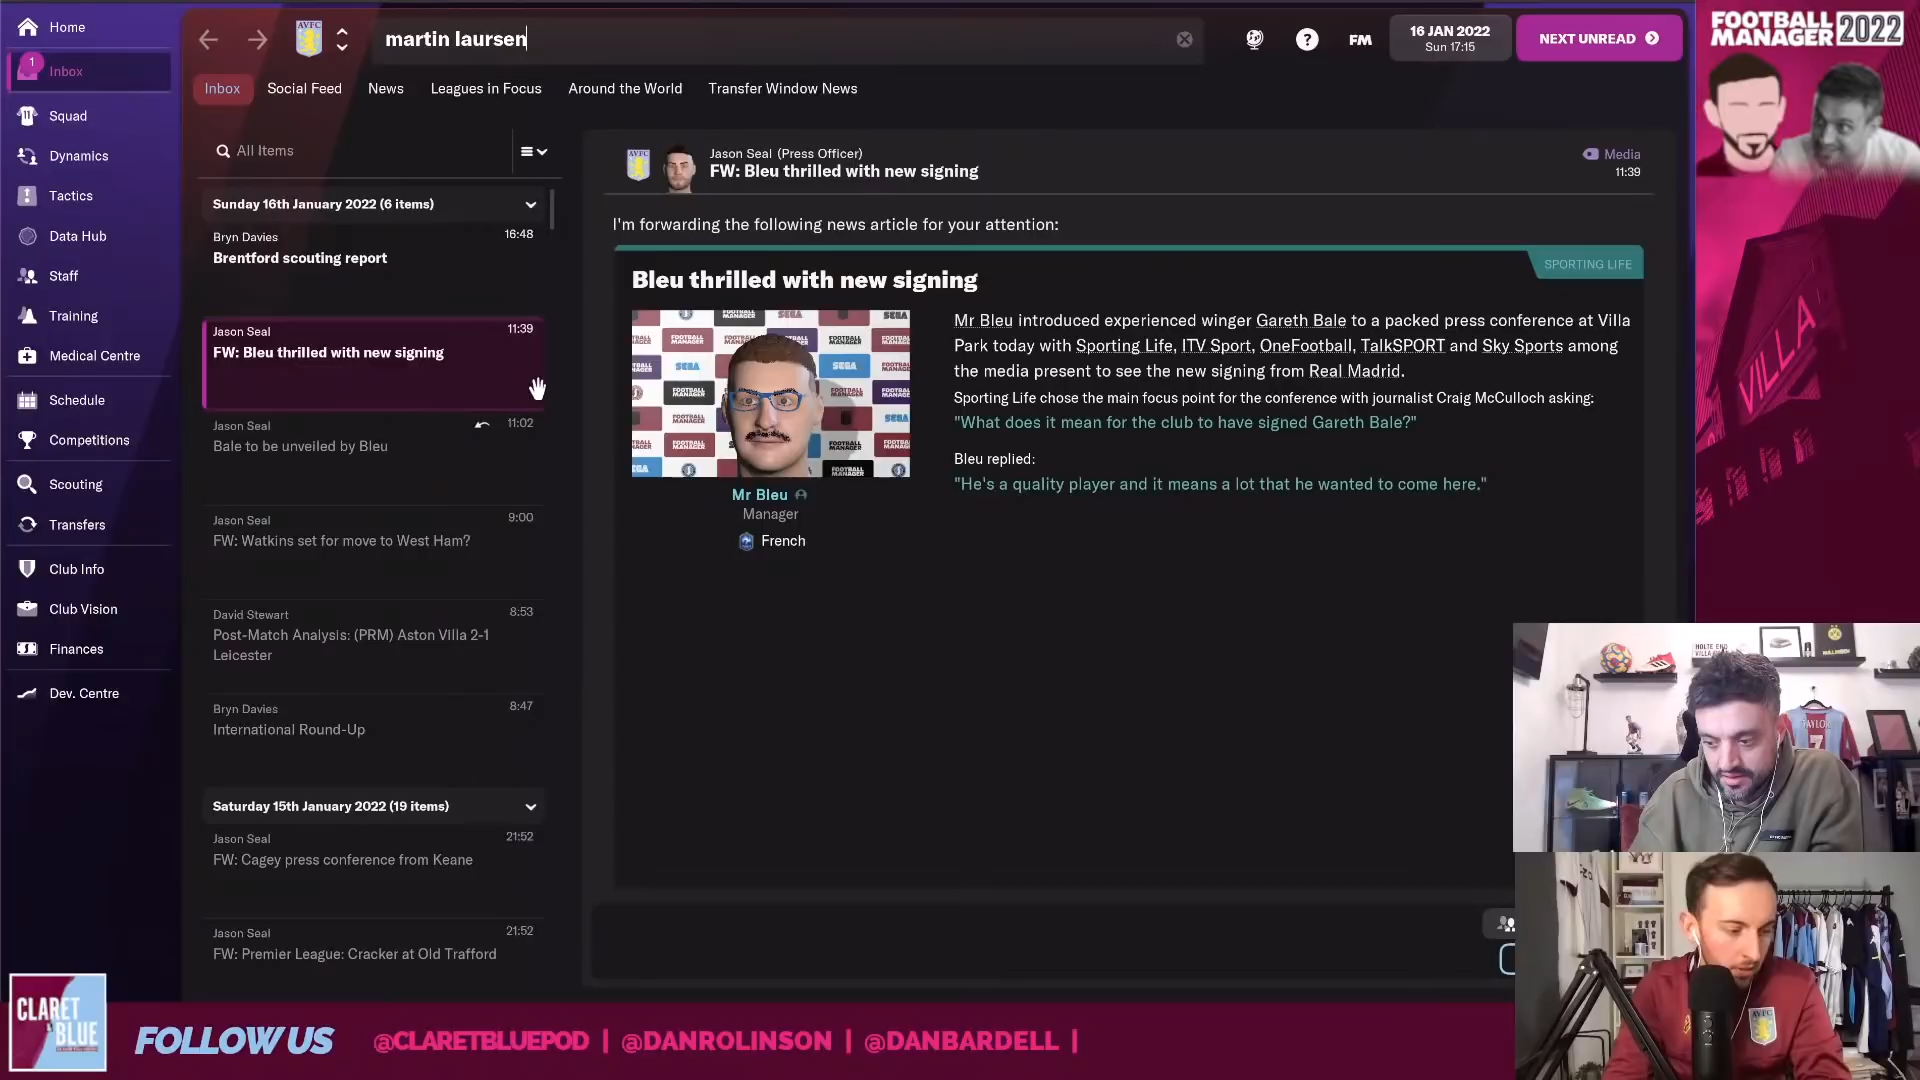 Home
1
Inbox
Squad
Dynamics
Tactics
Data Hub
Staff
Training
Medical Centre
Schedule
Competitions
Scouting
Transfers
Club Info
Club Vision
Finances
Dev. Centre
AVFC
martin laursen
?
FM
16 JAN 2022
Sun 17:15
NEXT UNREAD
Inbox
Social Feed
News
Leagues in Focus
Around the World
Transfer Window News
All Items
Sunday 16th January 2022 (6 items)
Bryn Davies
16:48
Brentford scouting report
Jason Seal
11:39
FW: Bleu thrilled with new signing
Jason Seal
11:02
Bale to be unveiled by Bleu
Jason Seal
9:00
FW: Watkins set for move to West Ham?
David Stewart
8:53
Post-Match Analysis: (PRM) Aston Villa 2-1
Leicester
Bryn Davies
8:47
International Round-Up
Saturday 15th January 2022 (19 items)
Jason Seal
21:52
FW: Cagey press conference from Keane
Jason Seal
21:52
FW: Premier League: Cracker at Old Trafford
AVFC
Jason Seal (Press Officer)
FW: Bleu thrilled with new signing
Media
11:39
I'm forwarding the following news article for your attention:
SPORTING LIFE
Bleu thrilled with new signing
Mr Bleu introduced experienced winger Gareth Bale to a packed press conference at Villa
Park today with Sporting Life, ITV Sport, OneFootball, TalkSPORT and Sky Sports among
the media present to see the new signing from Real Madrid.
Sporting Life chose the main focus point for the conference with journalist Craig McCulloch asking:
"What does it mean for the club to have signed Gareth Bale?"
Bleu replied:
"He's a quality player and it means a lot that he wanted to come here."
SEGA
FOOTBALL MANAGER
Mr Bleu
Manager
French
FOOTBALL
MANAGER 2022
VILLA
HOLTE END
TAYLOR
7
AVFC
CLARET
& BLUE
FOLLOW US
@CLARETBLUEPOD | @DANROLINSON | @DANBARDELL |